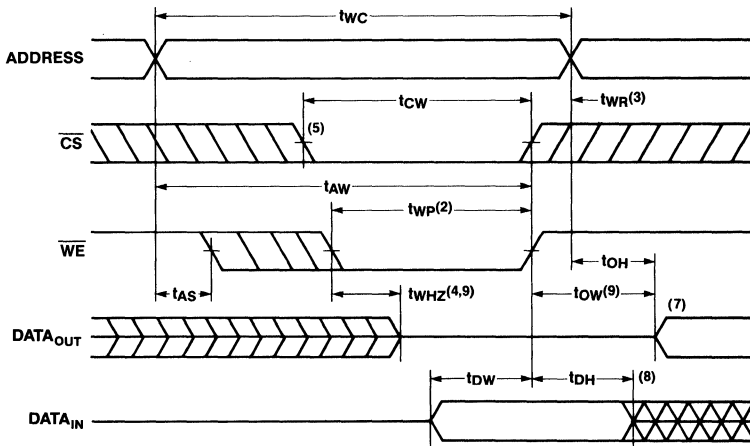 tWC
ADDRESS
tCW
tWR(3)
CS
(5)
tAW
tWP(2)
WE
tOH
tAS
tWHZ(4,9)
tOW(9)
(7)
DATAOUT
tDW
tDH
(8)
DATAIN